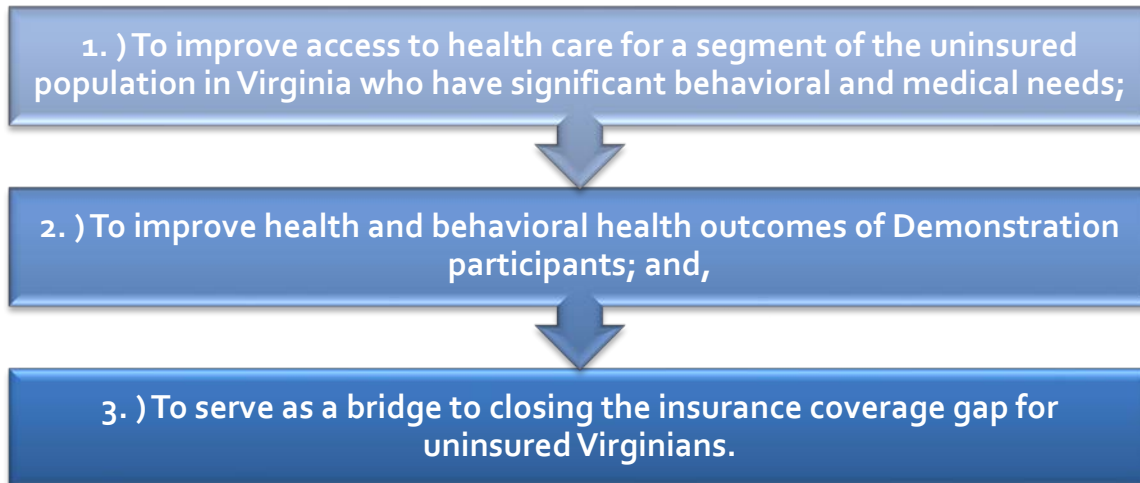 1. ) To improve access to health care for a segment of the uninsured
population in Virginia who have significant behavioral and medical needs;
2. ) To improve health and behavioral health outcomes of Demonstration
participants; and,
3. ) To serve as a bridge to closing the insurance coverage gap for
uninsured Virginians.